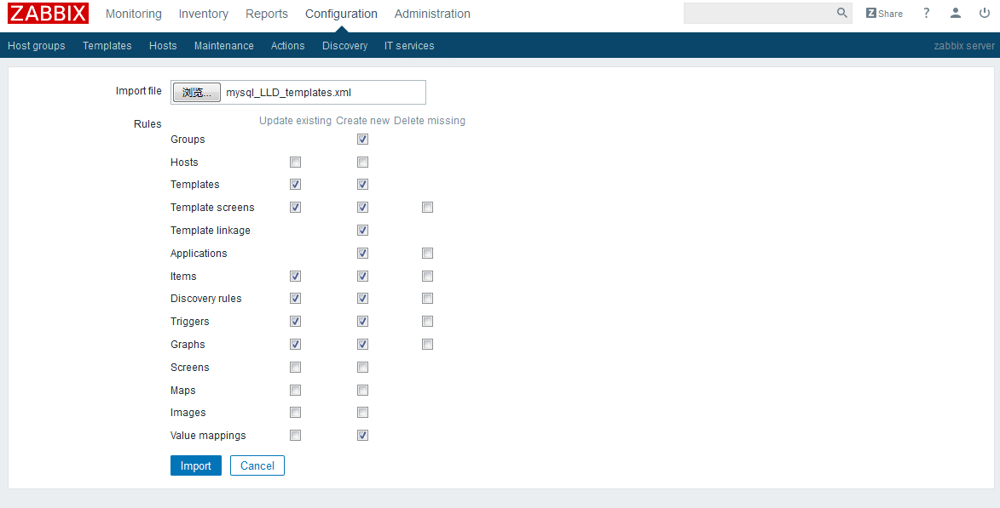 ZABBIX Monitoring Inventory Reports Configuration Administration Z Share ?
Host groups Templates Hosts Maintenance Actions Discovery IT services zabbix server
Import file 浏览... mysql_LLD_templates.xml
Rules Update existing Create new Delete missing
Groups
Hosts
Templates
Template screens
Template linkage
Applications
Items
Discovery rules
Triggers
Graphs
Screens
Maps
Images
Value mappings
Import Cancel